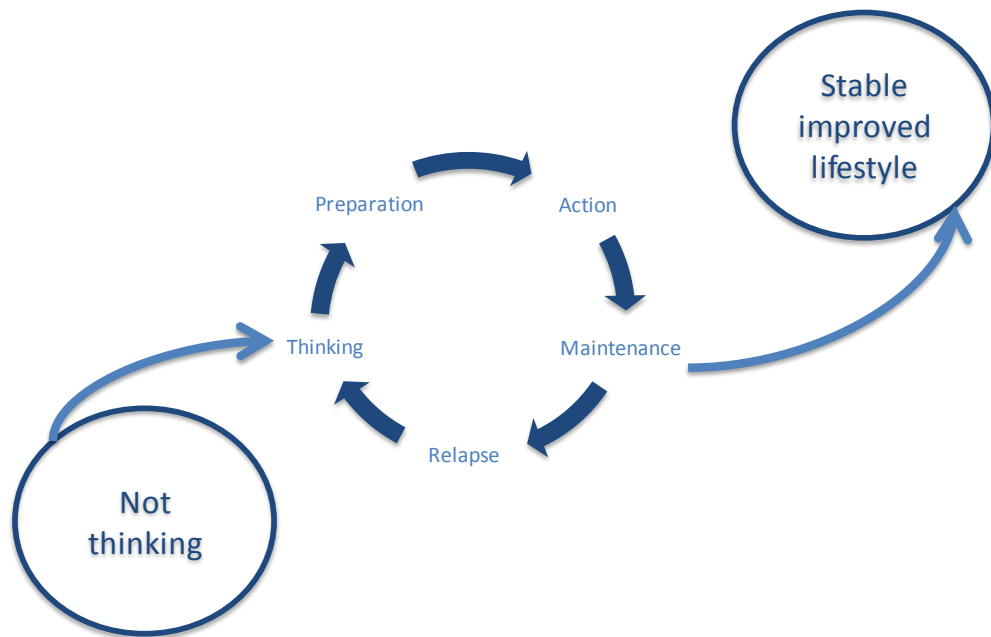 Stable
improved
lifestyle
Preparation
Action
Thinking
Maintenance
Relapse
Not
thinking